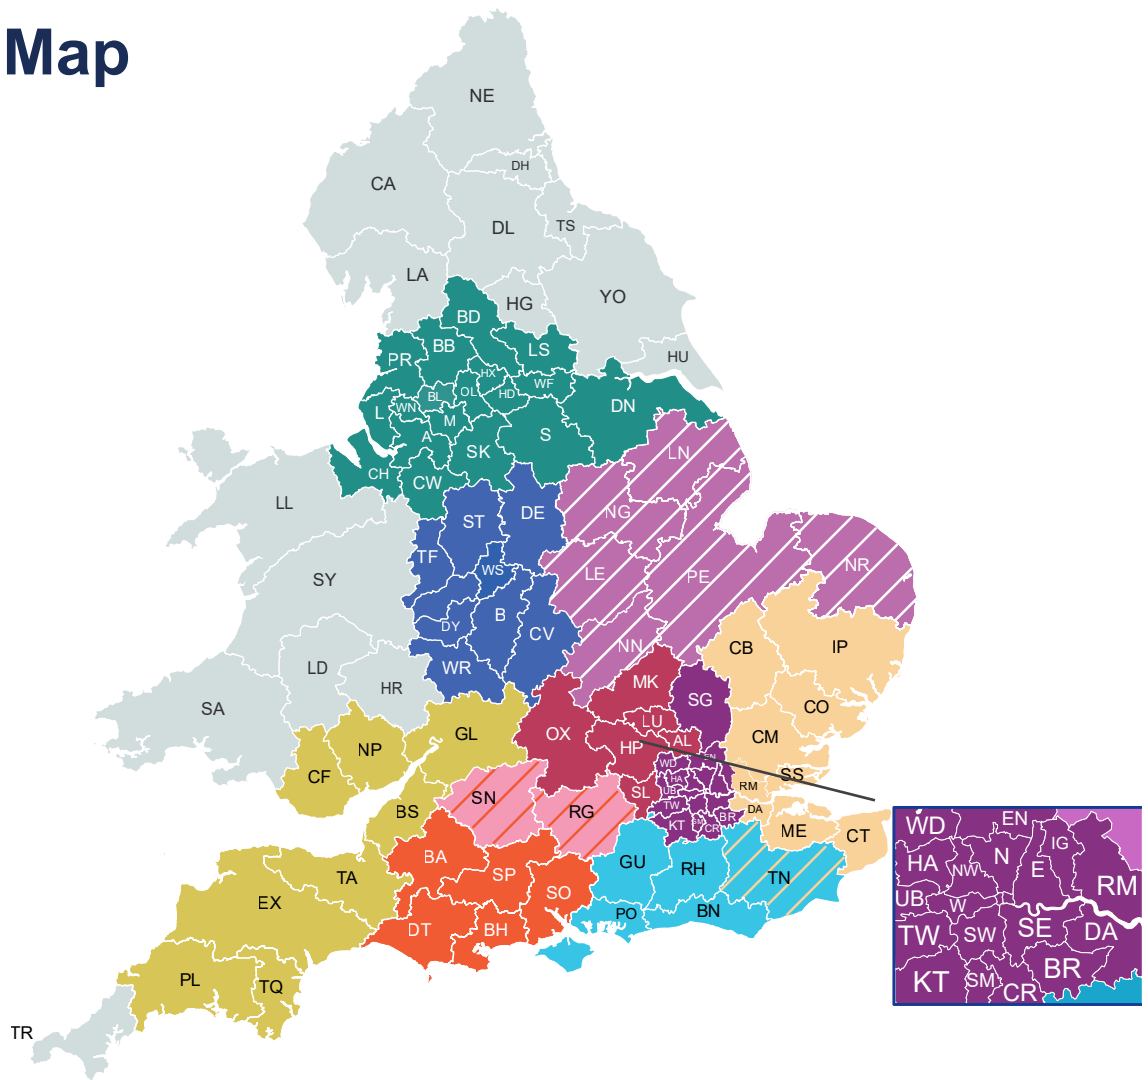 Map
NE
DH
CA
DL
TS
LA
HG
YO
BD
HU
BB
LS
PR
HX
WF
BL
OL
HD
WN
L
DN
M
A
S
SK
LN
CH
CW
LL
ST
DE
NG
TF
WS
LE
PE
NR
SY
B
DY
CV
NN
CB
IP
LD
WR
HR
MK
SG
SA
CO
LU
GL
OX
AL
CM
NP
HP
EN
WD
SS
CF
HA
RM
UB
SL
SN
TW
RG
DA
BS
BR
KT
SM
CR
ME
CT
BA
GU
RH
TA
SP
TN
SO
EX
PO
BN
DT
BH
PL
TQ
TR
WD
EN
IG
HA
N
NW
E
RM
UB
W
TW
SW
SE
DA
KT
SM
BR
CR